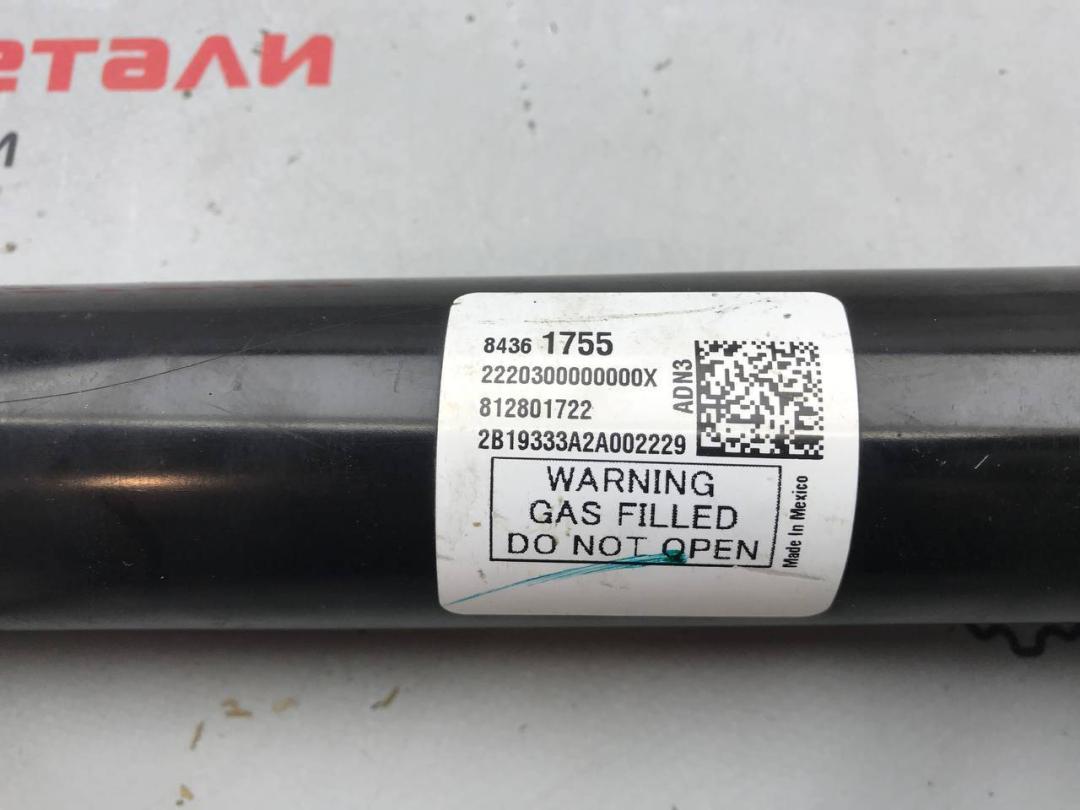 етали
и
8436 1755
2220300000000X
812801722
2B19333A2A002229
ADN3
WARNING
GAS FILLED
DO NOT OPEN
Made In Mexico